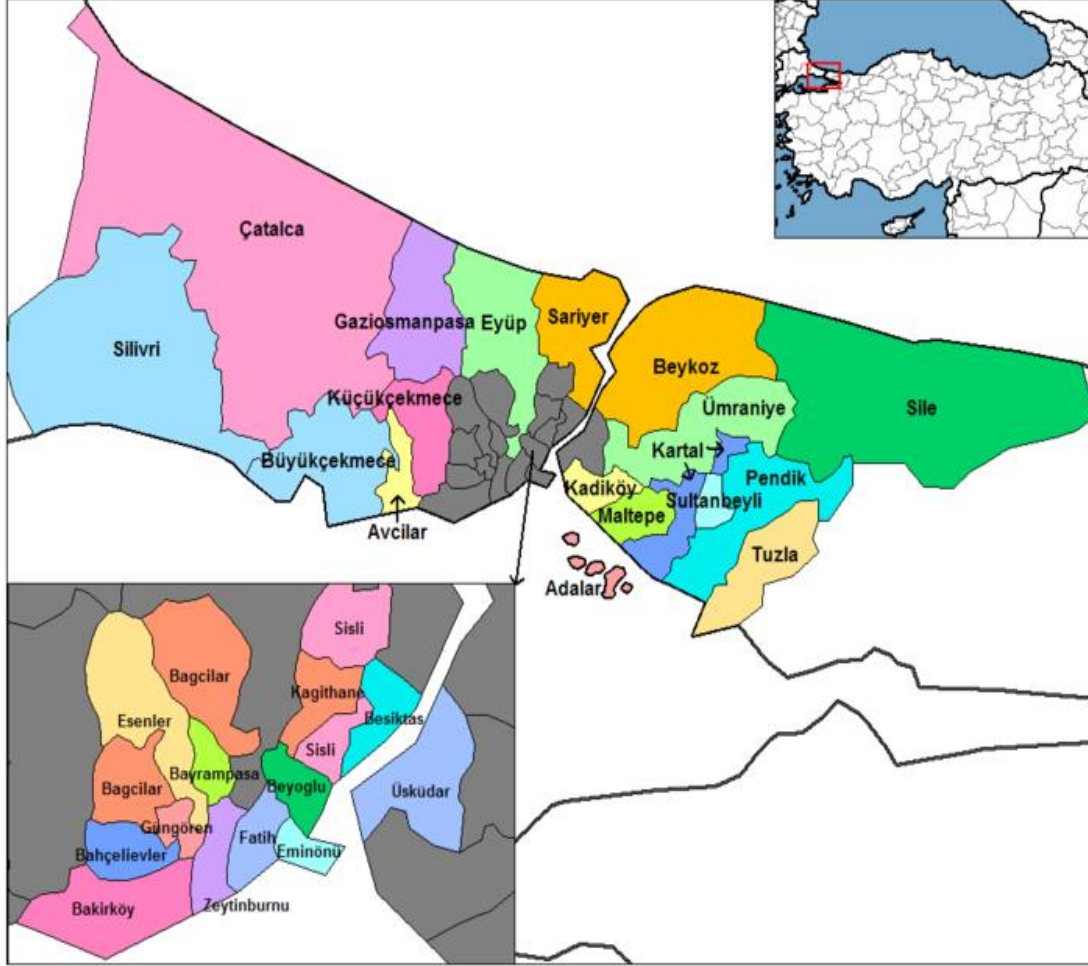 Çatalca
Gaziosmanpasa
Eyüp
Sariyer
Silivri
Beykoz
Küçükçekmece
Ümraniye
Sile
Büyükçekmece
Kartal
Kadiköy
Pendik
Sultanbeyli
Maltepe
Avcilar
Tuzla
Adalar
Sisli
Bagcilar
Kagithane
Esenler
Besiktas
Sisli
Bayrampasa
Bagcilar
Beyoglu
Üsküdar
Güngören
Fatih
Eminönü
Bahçelievler
Bakirköy
Zeytinburnu